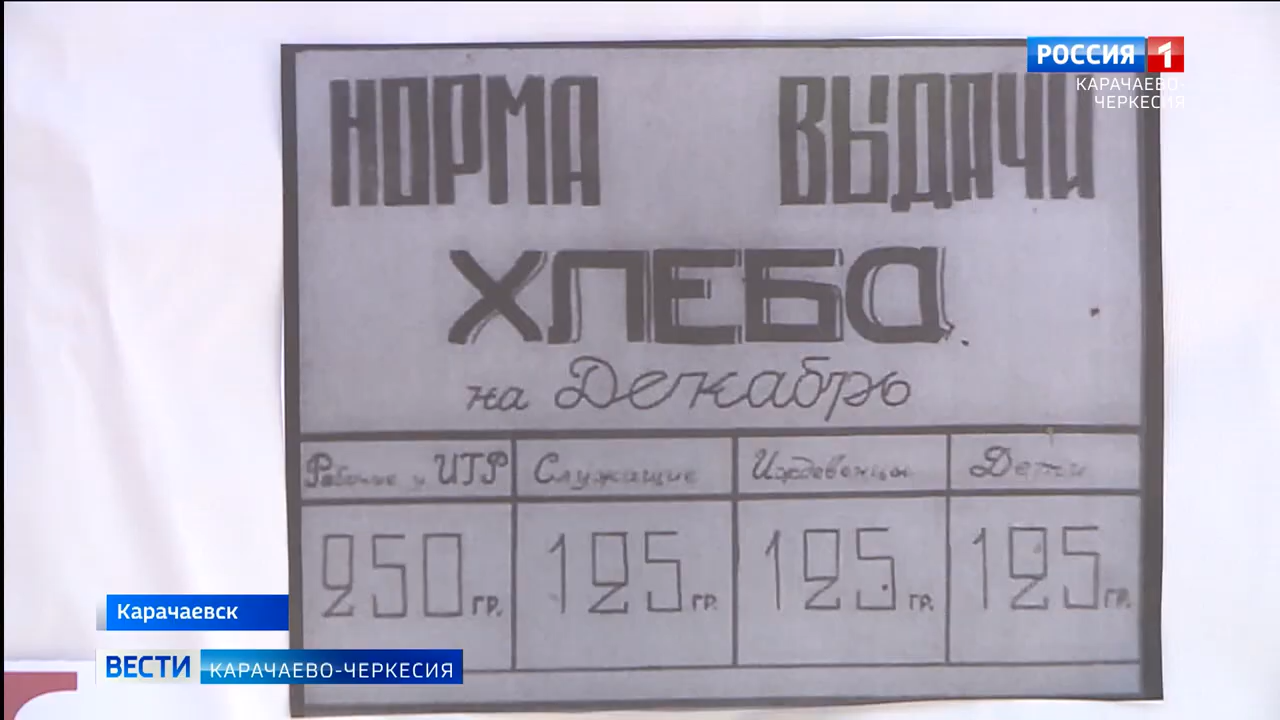 РОССИЯ 1
КАРАЧАЕВО-
ЧЕРКЕСИЯ
НОРМА ВЫДАЧИ
ХЛЕБА
на Декабрь
Рабочие и ИТР Служащие Иждевенцы Дети
250 гр. 125 гр. 125 гр. 125 гр.
Карачаевск
ВЕСТИ КАРАЧАЕВО-ЧЕРКЕСИЯ